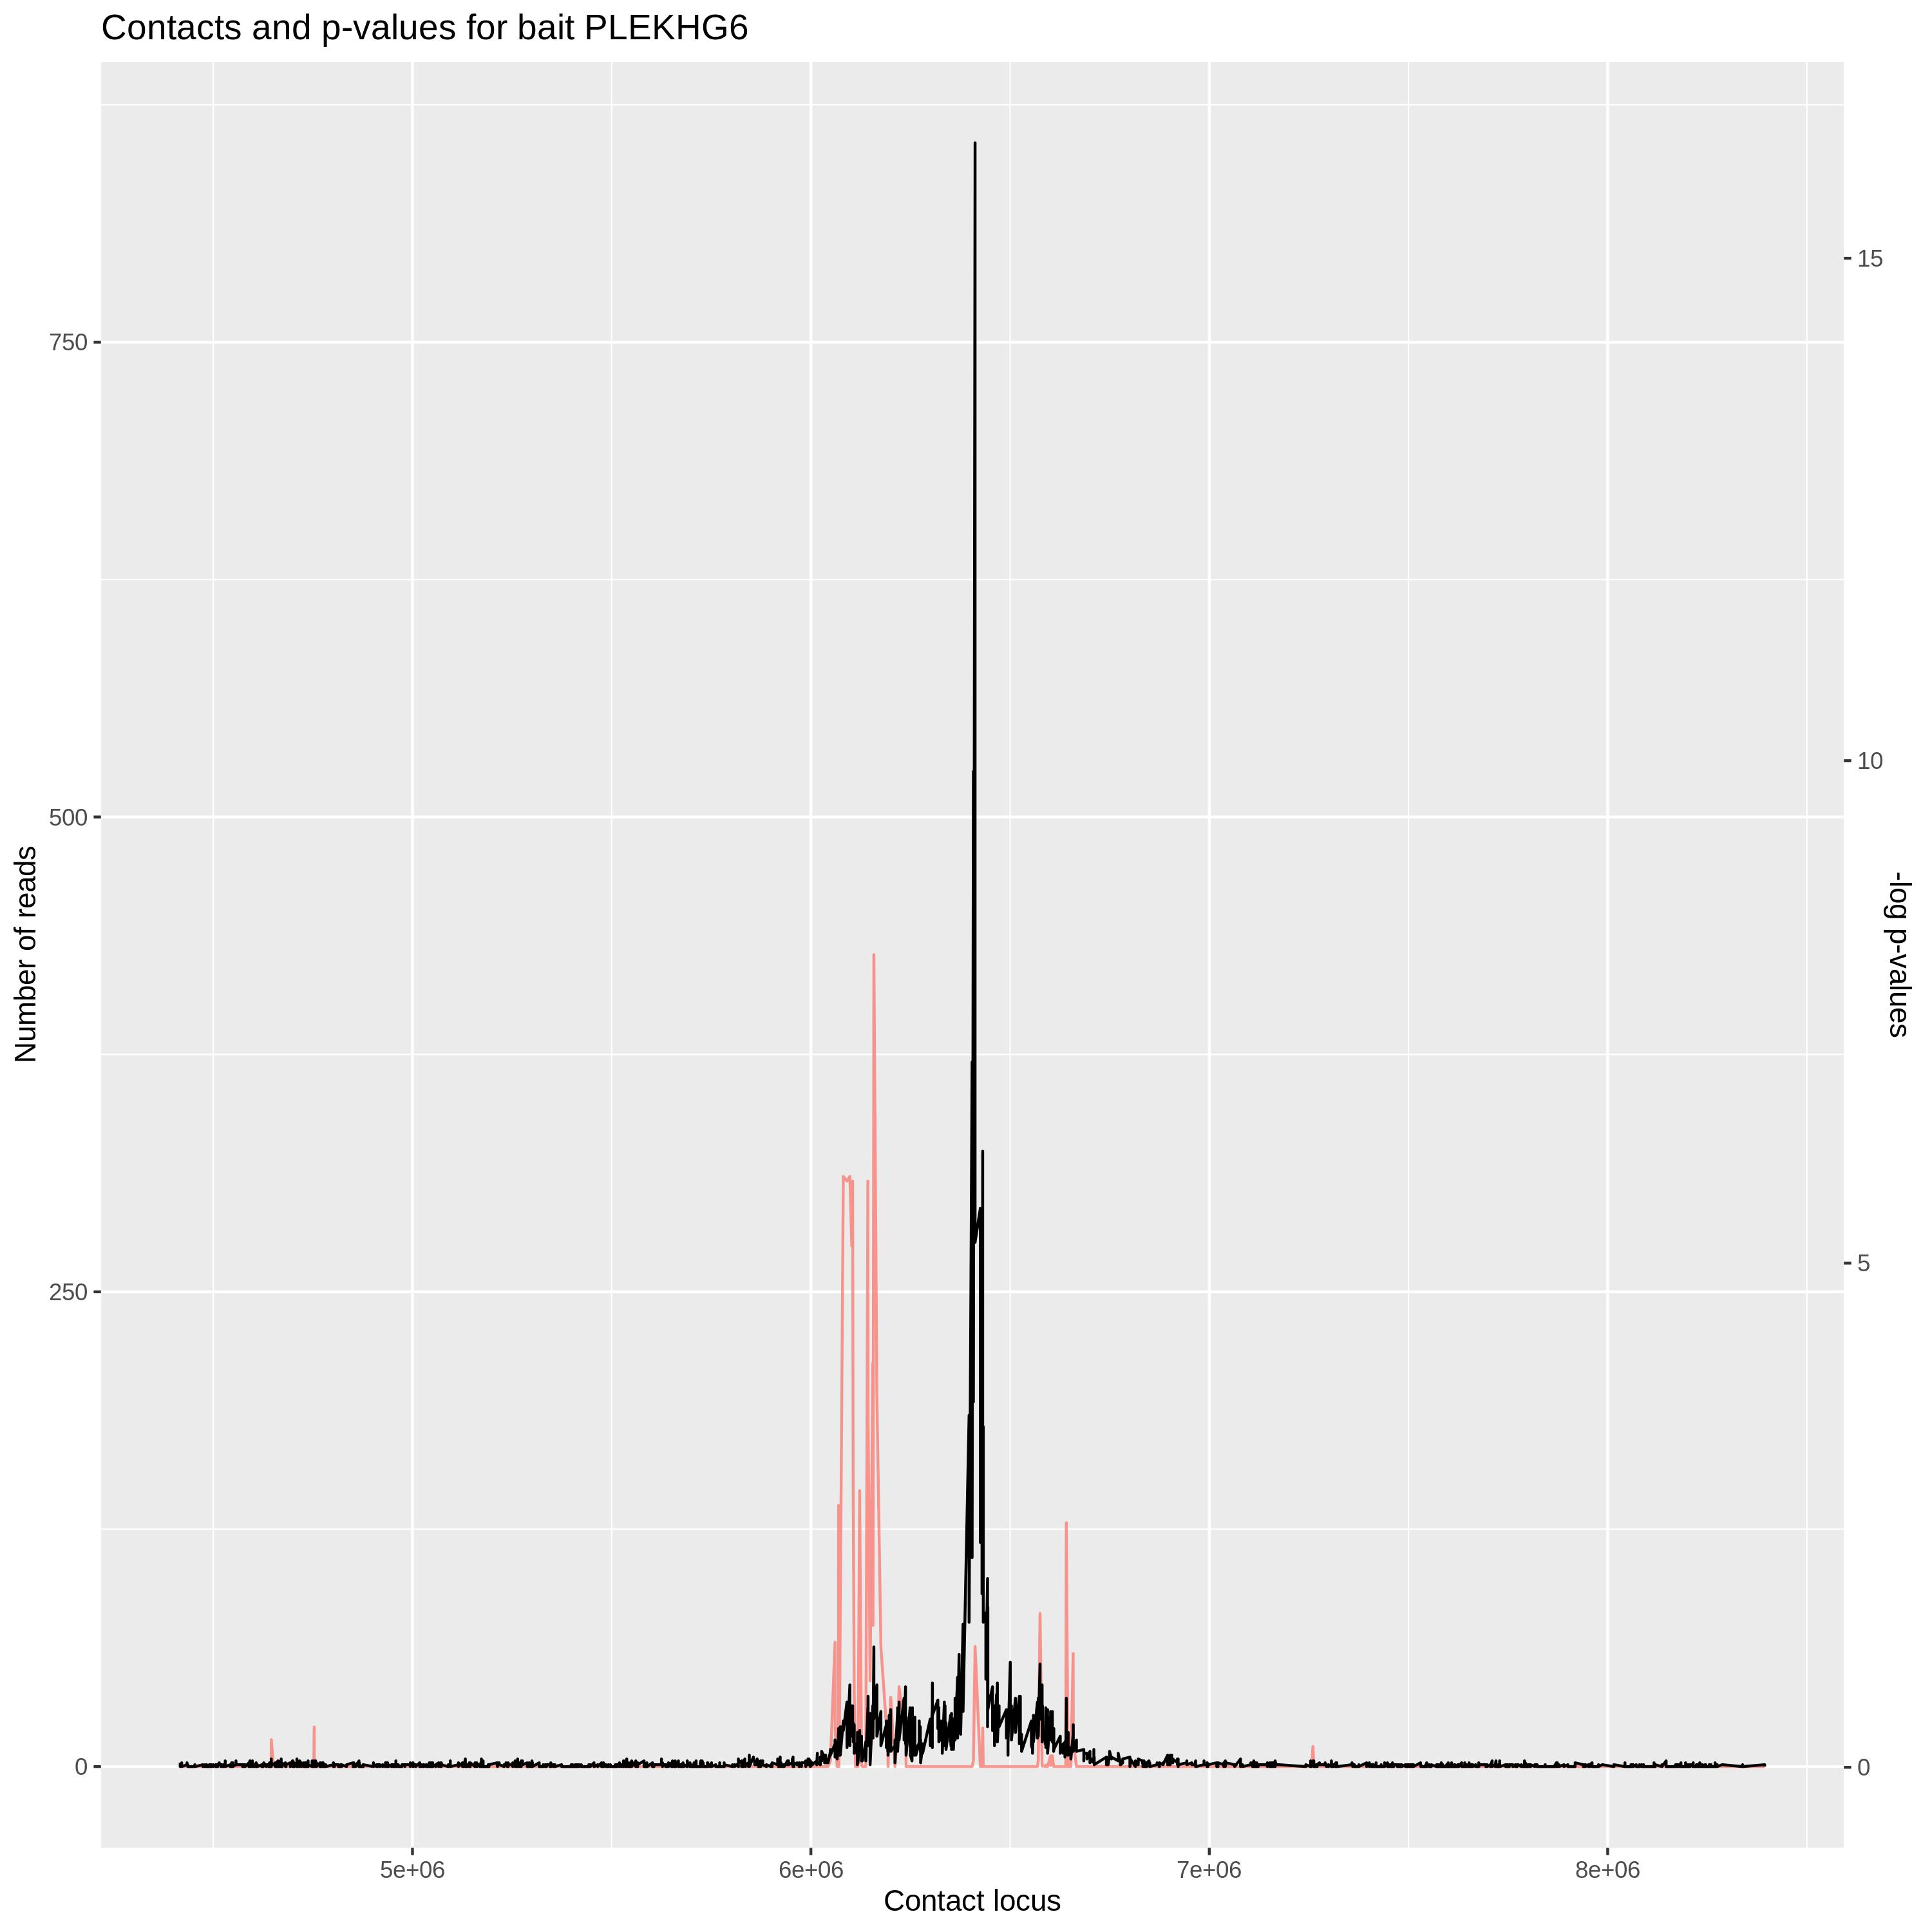 Contacts and p-values for bait PLEKHG6
Number of reads
750
500
250
0
15
10
5
0
-log p-values
5e+06
6e+06
7e+06
8e+06
Contact locus